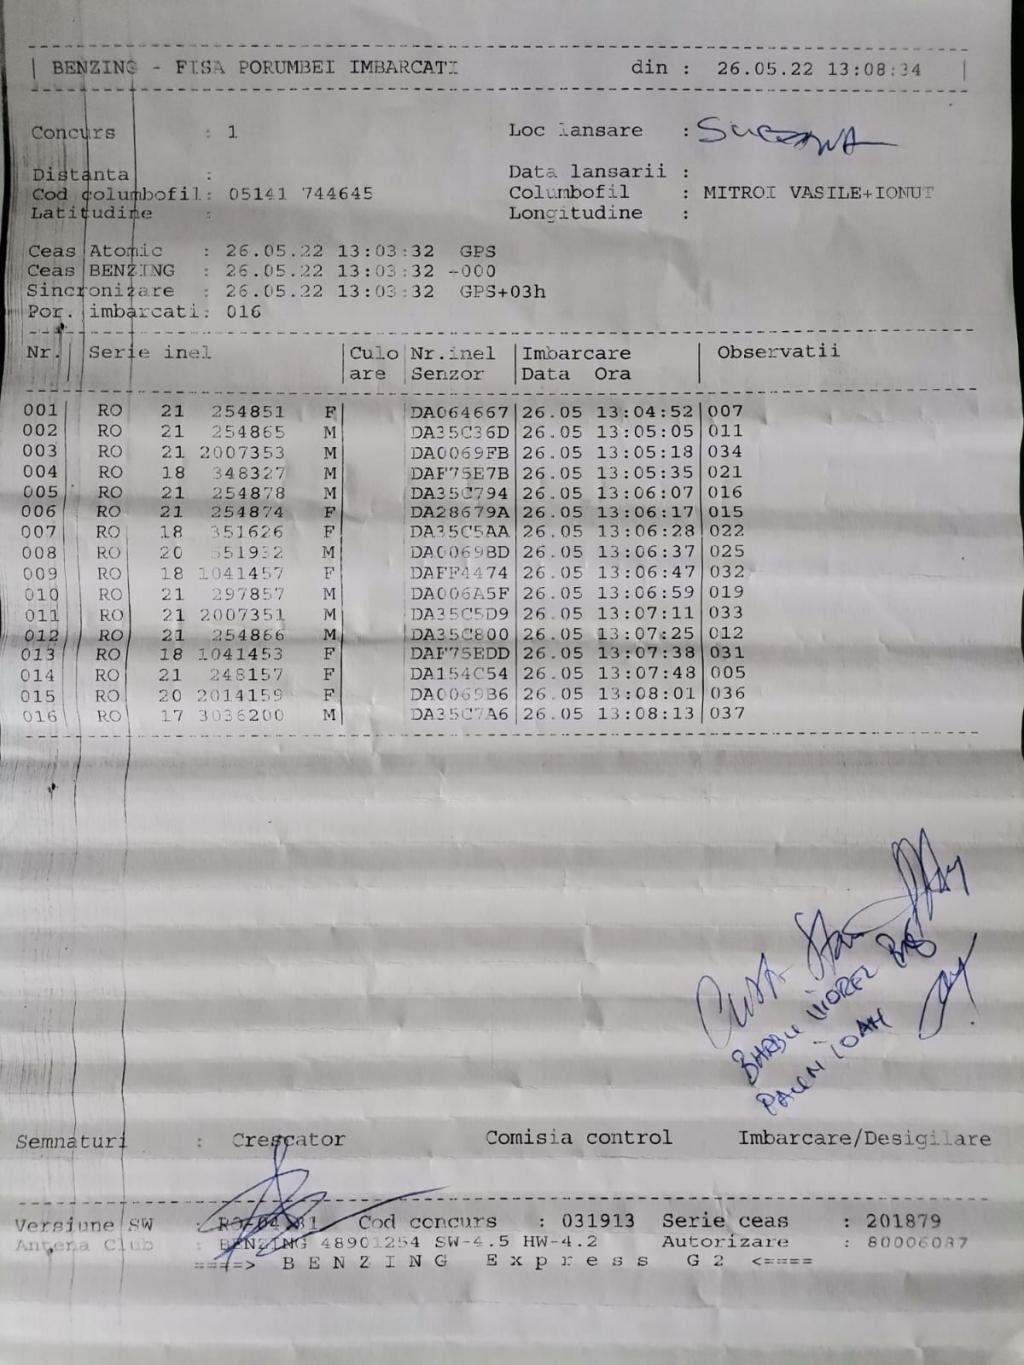 BENZING - FISA PORUMBEI IMBARCATI din : 26.05.22 13:08:34
Concurs : 1 Loc lansare :
Distanta : Data lansarii :
Cod columbofil: 05141 744645 Columbofil : MITROI VASILE+IONUT
Latitudine : Longitudine :
Ceas Atomic : 26.05.22 13:03:32 GPS
Ceas BENZING : 26.05.22 13:03:32 -000
Sincronizare : 26.05.22 13:03:32 GPS+03h
Por. imbarcati: 016
Nr. Serie inel Culo Nr.inel Imbarcare Observatii
are Senzor Data Ora
001 RO 21 254851 F DA064667 26.05 13:04:52 007
002 RO 21 254865 M DA35C36D 26.05 13:05:05 011
003 RO 21 2007353 M DA0069FB 26.05 13:05:18 034
004 RO 18 348327 M DAF75E7B 26.05 13:05:35 021
005 RO 21 254878 M DA35C794 26.05 13:06:07 016
006 RO 21 254874 F DA28679A 26.05 13:06:17 015
007 RO 18 351626 F DA35C5AA 26.05 13:06:28 022
008 RO 20 551932 M DA0069BD 26.05 13:06:37 025
009 RO 18 1041457 F DAFF4474 26.05 13:06:47 032
010 RO 21 297857 M DA006A5F 26.05 13:06:59 019
011 RO 21 2007351 M DA35C5D9 26.05 13:07:11 033
012 RO 21 254866 M DA35C800 26.05 13:07:25 012
013 RO 18 1041453 F DAF75EDD 26.05 13:07:38 031
014 RO 21 248157 F DA154C54 26.05 13:07:48 005
015 RO 20 2014159 F DA0069B6 26.05 13:08:01 036
016 RO 17 3036200 M DA35C7A6 26.05 13:08:13 037
BARBU VIOREL
PAUN IOAN
Semnaturi : Crescator Comisia control Imbarcare/Desigilare
Versiune SW : Cod concurs : 031913 Serie ceas : 201879
Antena Club : BENZING 48901254 SW-4.5 HW-4.2 Autorizare : 80006087
====> BENZING Express G2 <====